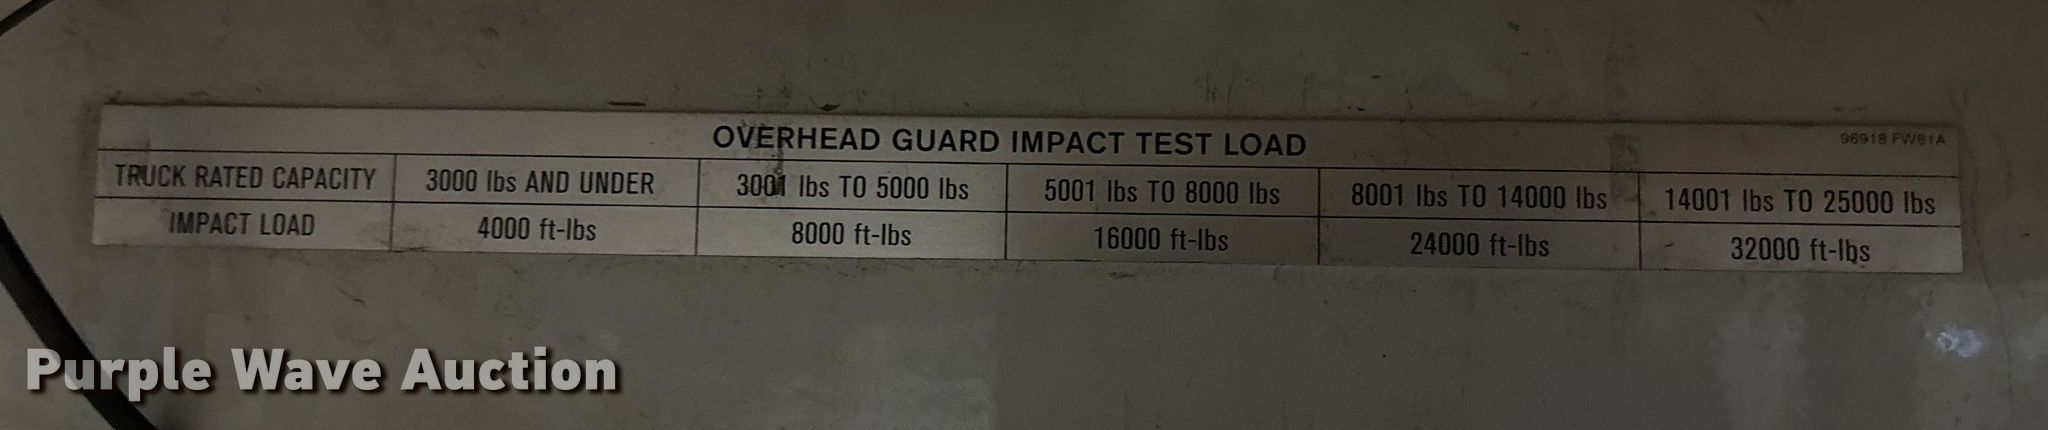 OVERHEAD GUARD IMPACT TEST LOAD
96918 FW81A
TRUCK RATED CAPACITY 3000 lbs AND UNDER 3001 lbs TO 5000 lbs 5001 lbs TO 8000 lbs 8001 lbs TO 14000 lbs 14001 lbs TO 25000 lbs
IMPACT LOAD 4000 ft-lbs 8000 ft-lbs 16000 ft-lbs 24000 ft-lbs 32000 ft-lbs
Purple Wave Auction